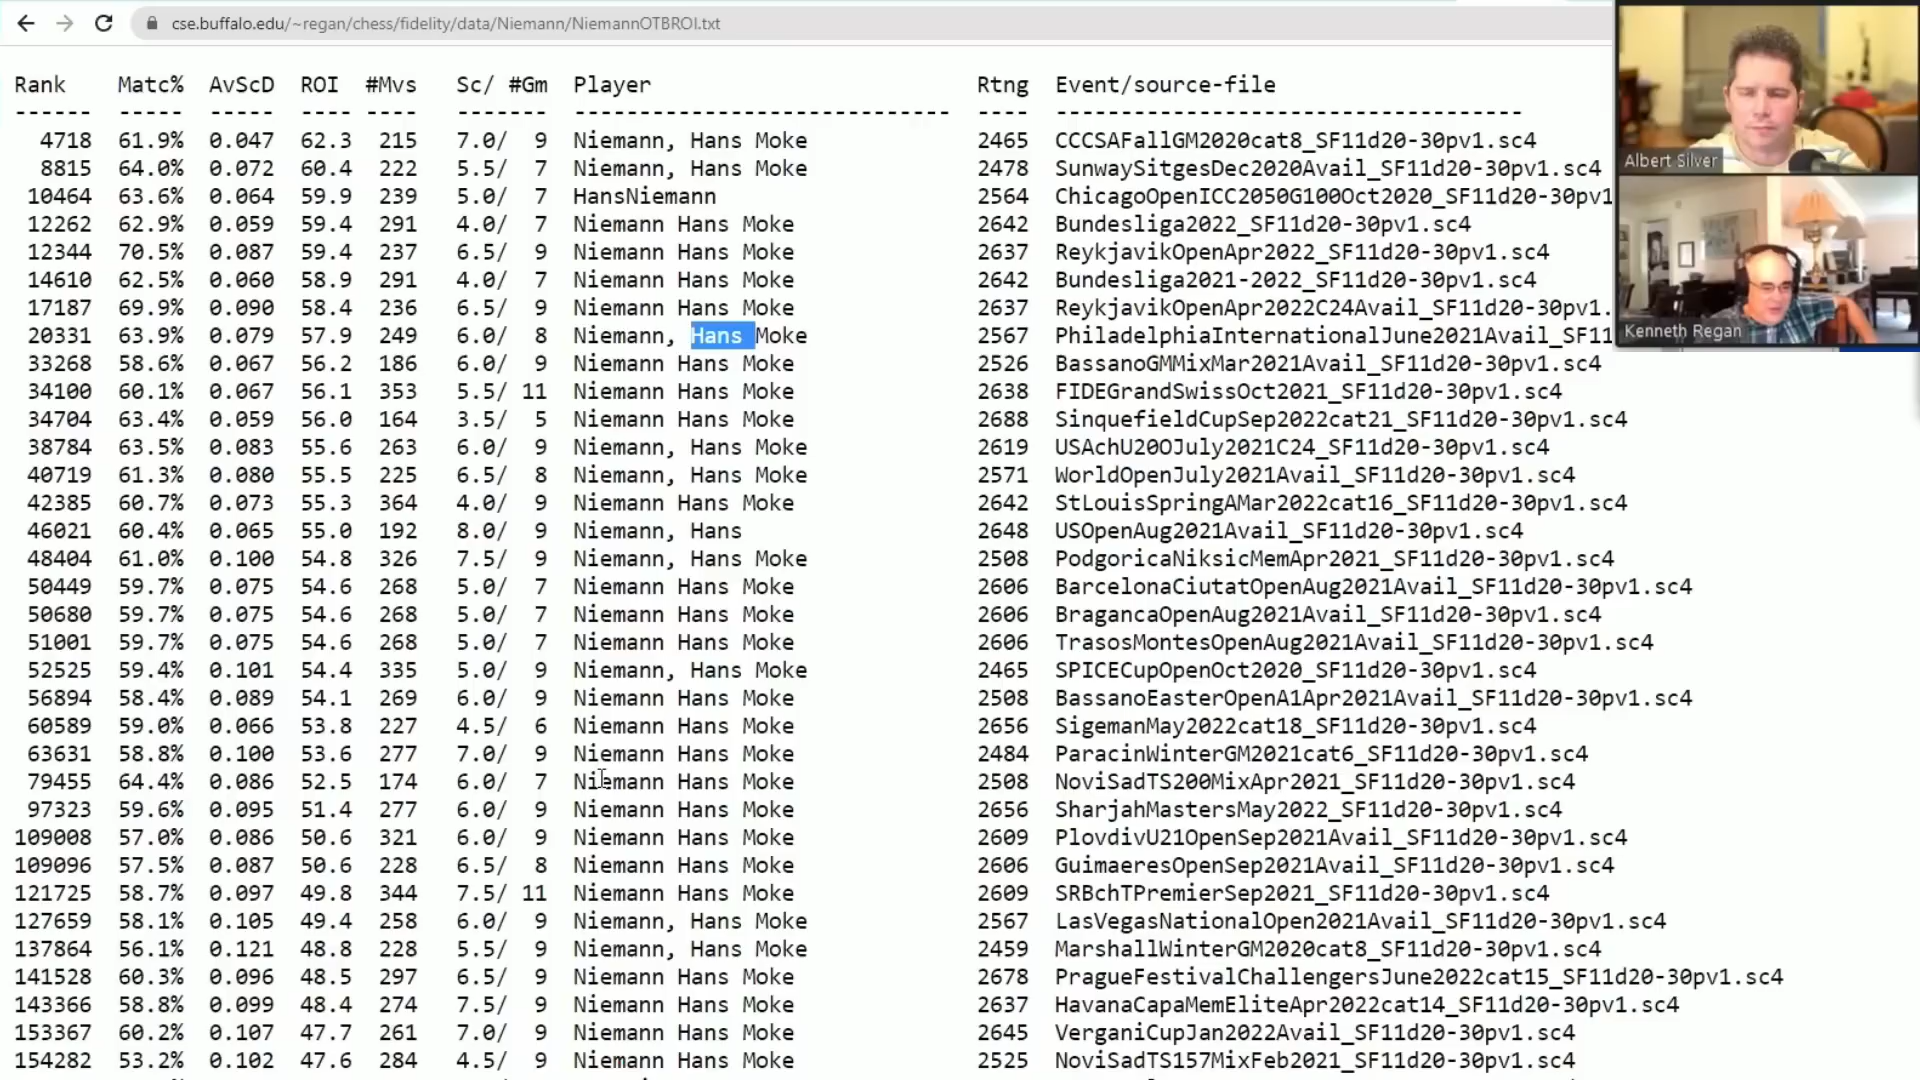 cse.buffalo.edu/~regan/chess/fidelity/data/Niemann/NiemannOTBROI.txt
Rank Matc% AvScD ROI #Mvs Sc/ #Gm Player Rtng Event/source-file
------ ----- ----- ---- ---- ------- ----------------------------- ---- ------------------------------------
4718 61.9% 0.047 62.3 215 7.0/ 9 Niemann, Hans Moke 2465 CCCSAFallGM2020cat8_SF11d20-30pv1.sc4
8815 64.0% 0.072 60.4 222 5.5/ 7 Niemann, Hans Moke 2478 SunwaySitgesDec2020Avail_SF11d20-30pv1.sc4
10464 63.6% 0.064 59.9 239 5.0/ 7 HansNiemann 2564 ChicagoOpenICC2050G100Oct2020_SF11d20-30pv1
12262 62.9% 0.059 59.4 291 4.0/ 7 Niemann Hans Moke 2642 Bundesliga2022_SF11d20-30pv1.sc4
12344 70.5% 0.087 59.4 237 6.5/ 9 Niemann Hans Moke 2637 ReykjavikOpenApr2022_SF11d20-30pv1.sc4
14610 62.5% 0.060 58.9 291 4.0/ 7 Niemann Hans Moke 2642 Bundesliga2021-2022_SF11d20-30pv1.sc4
17187 69.9% 0.090 58.4 236 6.5/ 9 Niemann Hans Moke 2637 ReykjavikOpenApr2022C24Avail_SF11d20-30pv1.
20331 63.9% 0.079 57.9 249 6.0/ 8 Niemann, Hans Moke 2567 PhiladelphiaInternationalJune2021Avail_SF11
33268 58.6% 0.067 56.2 186 6.0/ 9 Niemann Hans Moke 2526 BassanoGMMixMar2021Avail_SF11d20-30pv1.sc4
34100 60.1% 0.067 56.1 353 5.5/ 11 Niemann Hans Moke 2638 FIDEGrandSwissOct2021_SF11d20-30pv1.sc4
34704 63.4% 0.059 56.0 164 3.5/ 5 Niemann Hans Moke 2688 SinquefieldCupSep2022cat21_SF11d20-30pv1.sc4
38784 63.5% 0.083 55.6 263 6.0/ 9 Niemann, Hans Moke 2619 USAchU20OJuly2021C24_SF11d20-30pv1.sc4
40719 61.3% 0.080 55.5 225 6.5/ 8 Niemann, Hans Moke 2571 WorldOpenJuly2021Avail_SF11d20-30pv1.sc4
42385 60.7% 0.073 55.3 364 4.0/ 9 Niemann Hans Moke 2642 StLouisSpringAMar2022cat16_SF11d20-30pv1.sc4
46021 60.4% 0.065 55.0 192 8.0/ 9 Niemann, Hans 2648 USOpenAug2021Avail_SF11d20-30pv1.sc4
48404 61.0% 0.100 54.8 326 7.5/ 9 Niemann, Hans Moke 2508 PodgoricaNiksicMemApr2021_SF11d20-30pv1.sc4
50449 59.7% 0.075 54.6 268 5.0/ 7 Niemann Hans Moke 2606 BarcelonaCiutatOpenAug2021Avail_SF11d20-30pv1.sc4
50680 59.7% 0.075 54.6 268 5.0/ 7 Niemann Hans Moke 2606 BragancaOpenAug2021Avail_SF11d20-30pv1.sc4
51001 59.7% 0.075 54.6 268 5.0/ 7 Niemann Hans Moke 2606 TrasosMontesOpenAug2021Avail_SF11d20-30pv1.sc4
52525 59.4% 0.101 54.4 335 5.0/ 9 Niemann, Hans Moke 2465 SPICECupOpenOct2020_SF11d20-30pv1.sc4
56894 58.4% 0.089 54.1 269 6.0/ 9 Niemann Hans Moke 2508 BassanoEasterOpenA1Apr2021Avail_SF11d20-30pv1.sc4
60589 59.0% 0.066 53.8 227 4.5/ 6 Niemann Hans Moke 2656 SigemanMay2022cat18_SF11d20-30pv1.sc4
63631 58.8% 0.100 53.6 277 7.0/ 9 Niemann Hans Moke 2484 ParacinWinterGM2021cat6_SF11d20-30pv1.sc4
79455 64.4% 0.086 52.5 174 6.0/ 7 Niemann Hans Moke 2508 NoviSadTS200MixApr2021_SF11d20-30pv1.sc4
97323 59.6% 0.095 51.4 277 6.0/ 9 Niemann Hans Moke 2656 SharjahMastersMay2022_SF11d20-30pv1.sc4
109008 57.0% 0.086 50.6 321 6.0/ 9 Niemann Hans Moke 2609 PlovdivU21OpenSep2021Avail_SF11d20-30pv1.sc4
109096 57.5% 0.087 50.6 228 6.5/ 8 Niemann Hans Moke 2606 GuimaeresOpenSep2021Avail_SF11d20-30pv1.sc4
121725 58.7% 0.097 49.8 344 7.5/ 11 Niemann Hans Moke 2609 SRBchTPremierSep2021_SF11d20-30pv1.sc4
127659 58.1% 0.105 49.4 258 6.0/ 9 Niemann, Hans Moke 2567 LasVegasNationalOpen2021Avail_SF11d20-30pv1.sc4
137864 56.1% 0.121 48.8 228 5.5/ 9 Niemann, Hans Moke 2459 MarshallWinterGM2020cat8_SF11d20-30pv1.sc4
141528 60.3% 0.096 48.5 297 6.5/ 9 Niemann Hans Moke 2678 PragueFestivalChallengersJune2022cat15_SF11d20-30pv1.sc4
143366 58.8% 0.099 48.4 274 7.5/ 9 Niemann Hans Moke 2637 HavanaCapaMemEliteApr2022cat14_SF11d20-30pv1.sc4
153367 60.2% 0.107 47.7 261 7.0/ 9 Niemann Hans Moke 2645 VerganiCupJan2022Avail_SF11d20-30pv1.sc4
154282 53.2% 0.102 47.6 284 4.5/ 9 Niemann Hans Moke 2525 NoviSadTS157MixFeb2021_SF11d20-30pv1.sc4
Albert Silver
Kenneth Regan